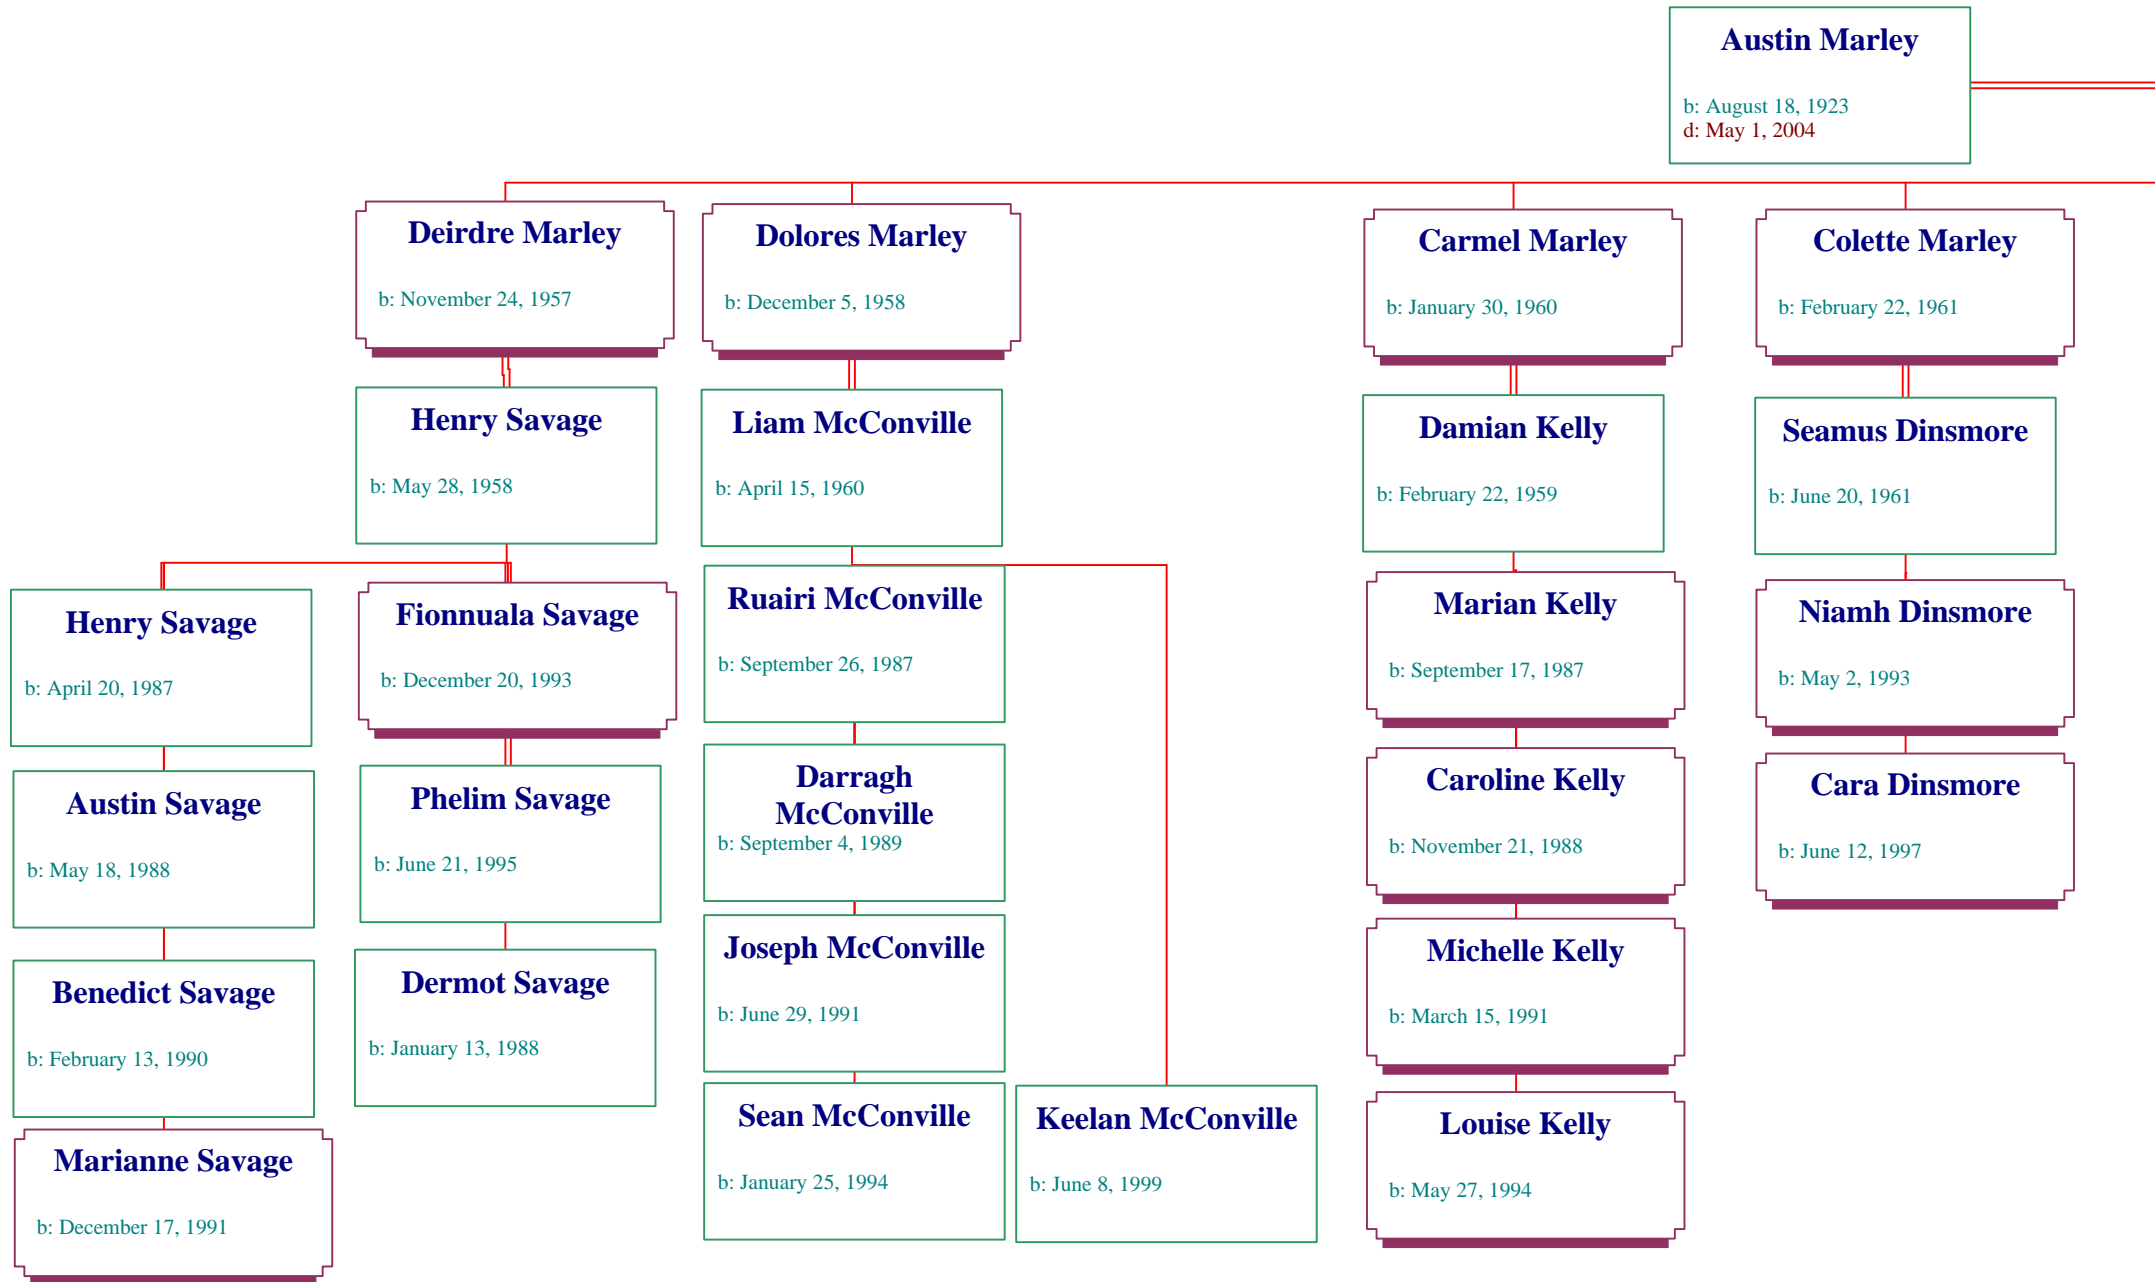 Austin Marley
b: August 18, 1923
d: May 1, 2004
Deirdre Marley
b: November 24, 1957
Dolores Marley
b: December 5, 1958
Carmel Marley
b: January 30, 1960
Colette Marley
b: February 22, 1961
Henry Savage
b: May 28, 1958
Liam McConville
b: April 15, 1960
Damian Kelly
b: February 22, 1959
Seamus Dinsmore
b: June 20, 1961
Henry Savage
b: April 20, 1987
Fionnuala Savage
b: December 20, 1993
Ruairi McConville
b: September 26, 1987
Marian Kelly
b: September 17, 1987
Niamh Dinsmore
b: May 2, 1993
Austin Savage
b: May 18, 1988
Phelim Savage
b: June 21, 1995
Darragh
McConville
b: September 4, 1989
Caroline Kelly
b: November 21, 1988
Cara Dinsmore
b: June 12, 1997
Benedict Savage
b: February 13, 1990
Dermot Savage
b: January 13, 1988
Joseph McConville
b: June 29, 1991
Michelle Kelly
b: March 15, 1991
Marianne Savage
b: December 17, 1991
Sean McConville
b: January 25, 1994
Keelan McConville
b: June 8, 1999
Louise Kelly
b: May 27, 1994